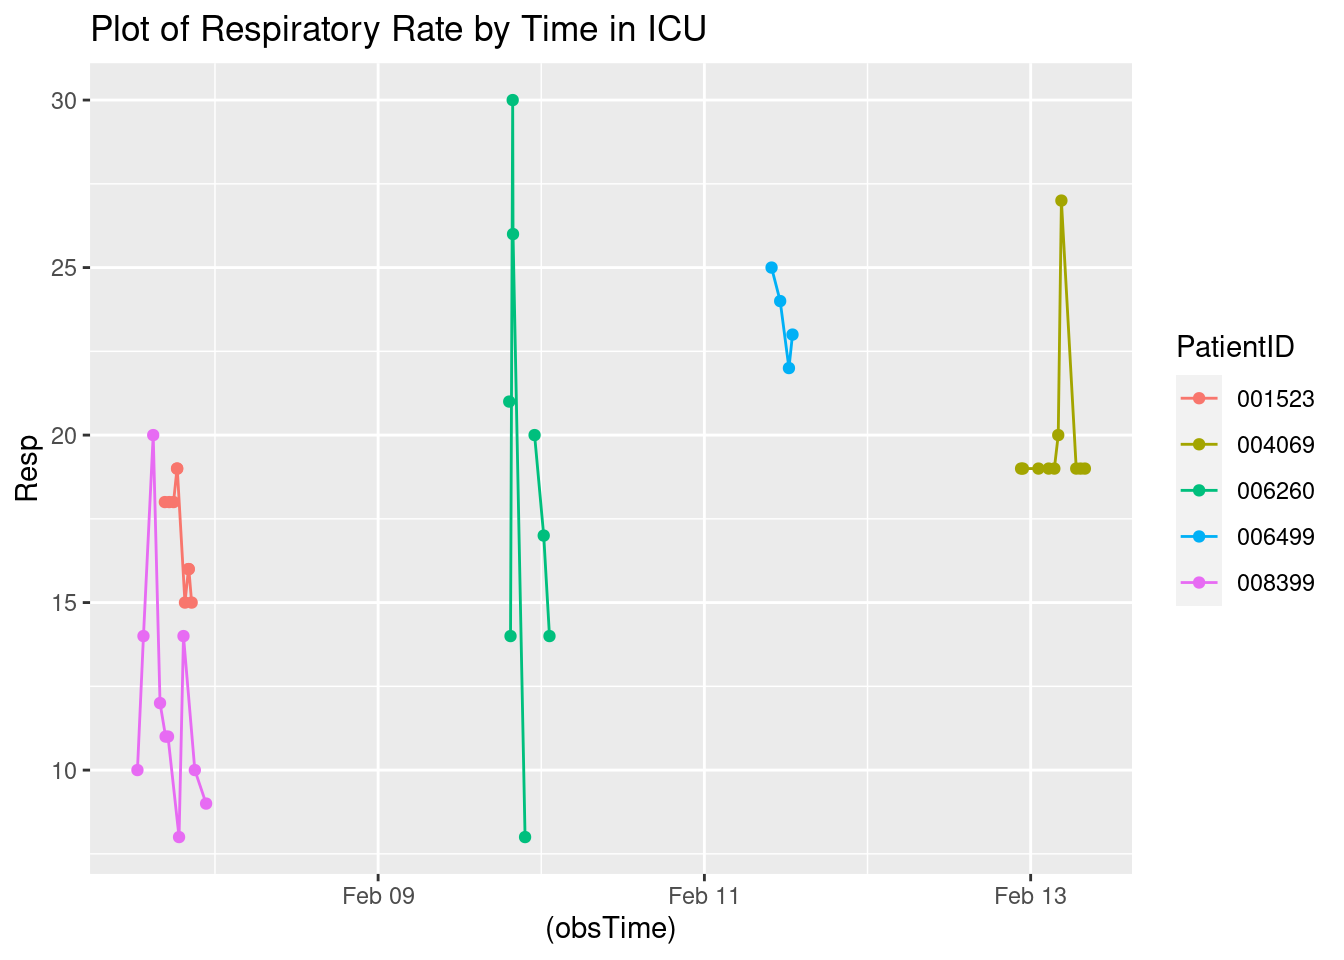 Plot of Respiratory Rate by Time in ICU
30
25
20
15
10
Resp
Feb 09
Feb 11
Feb 13
(obsTime)
PatientID
001523
004069
006260
006499
008399